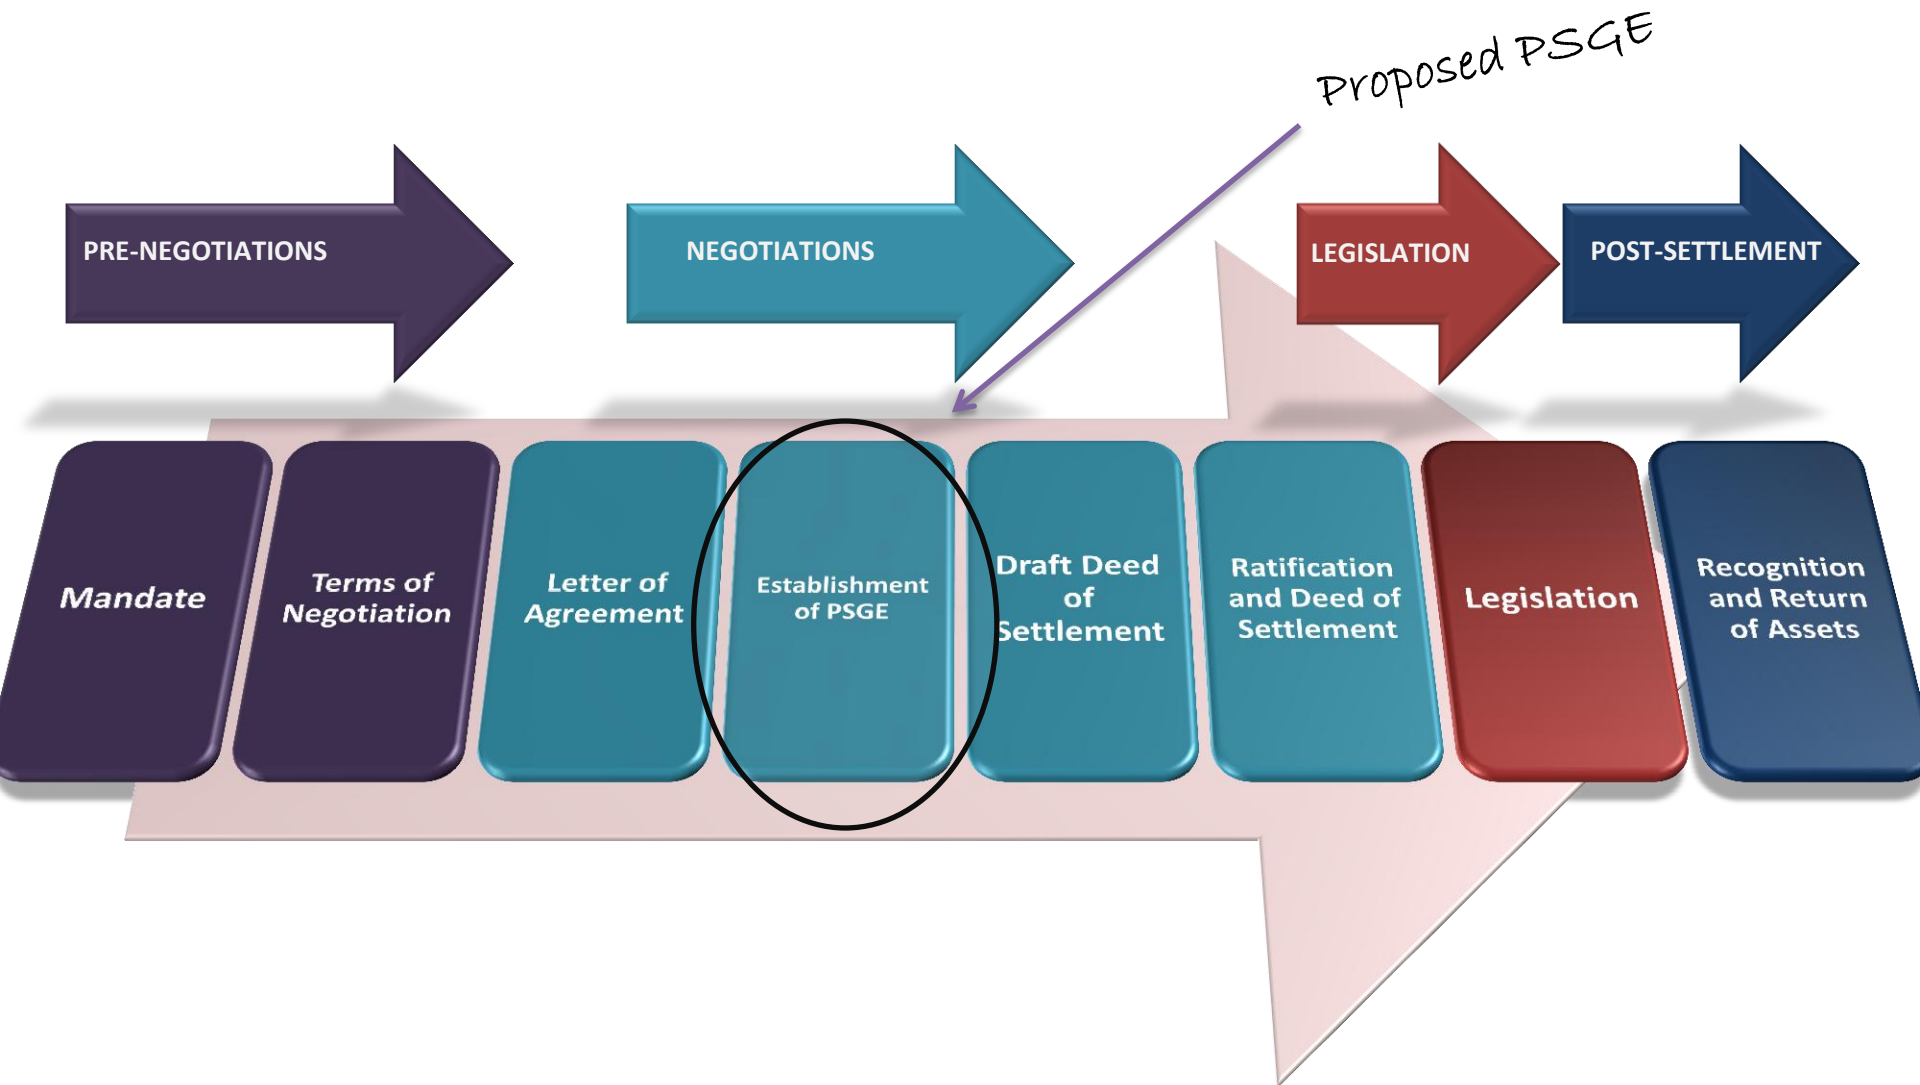 Proposed PSGE
PRE-NEGOTIATIONS
NEGOTIATIONS
LEGISLATION
POST-SETTLEMENT
Mandate
Terms of
Negotiation
Letter of
Agreement
Establishment
of PSGE
Draft Deed
of
Settlement
Ratification
and Deed of
Settlement
Legislation
Recognition
and Return
of Assets